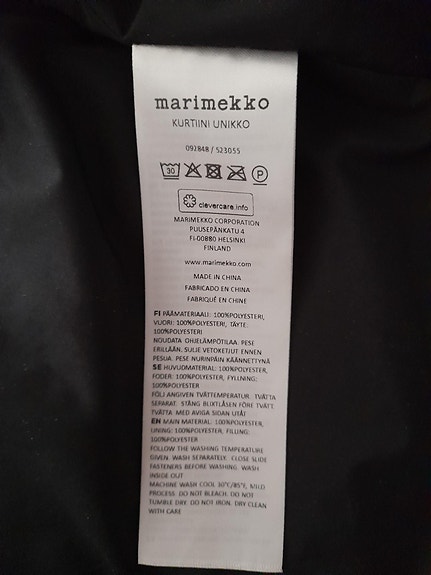 marimekko
KURTIINI UNIKKO
092848 / 523055
30 P
clevercare.info
MARIMEKKO CORPORATION
PUUSEPÄNKATU 4
FI-00880 HELSINKI
FINLAND
www.marimekko.com
MADE IN CHINA
FABRICADO EN CHINA
FABRIQUÉ EN CHINE
FI PÄÄMATERIAALI: 100%POLYESTERI,
VUORI: 100%POLYESTERI, TÄYTE:
100%POLYESTERI
NOUDATA OHJELÄMPÖTILAA. PESE
ERILLÄÄN. SULJE VETOKETJUT ENNEN
PESUA. PESE NURINPÄIN KÄÄNNETTYNÄ
SE HUVUDMATERIAL: 100%POLYESTER,
FODER: 100%POLYESTER, FYLLNING:
100%POLYESTER
FÖLJ ANGIVEN TVÄTTEMPERATUR. TVÄTTA
SEPARAT. STÄNG BLIXTLÅSEN FÖRE TVÄTT.
TVÄTTA MED AVIGA SIDAN UTÅT
EN MAIN MATERIAL: 100%POLYESTER,
LINING: 100%POLYESTER, FILLING:
100%POLYESTER
FOLLOW THE WASHING TEMPERATURE
GIVEN. WASH SEPARATELY. CLOSE SLIDE
FASTENERS BEFORE WASHING. WASH
INSIDE OUT
MACHINE WASH COOL 30°C/85°F, MILD
PROCESS. DO NOT BLEACH. DO NOT
TUMBLE DRY. DO NOT IRON. DRY CLEAN
WITH CARE